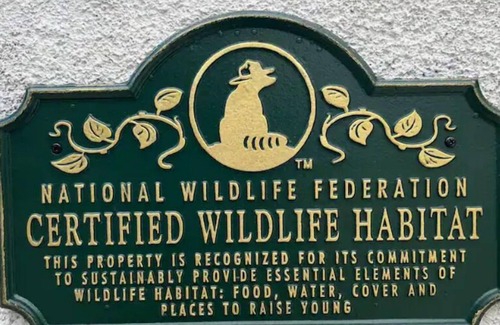 TM
NATIONAL WILDLIFE FEDERATION
CERTIFIED WILDLIFE HABITAT
THIS PROPERTY IS RECOGNIZED FOR ITS COMMITMENT
TO SUSTAINABLY PROVIDE ESSENTIAL ELEMENTS OF
WILDLIFE HABITAT: FOOD, WATER, COVER AND
PLACES TO RAISE YOUNG